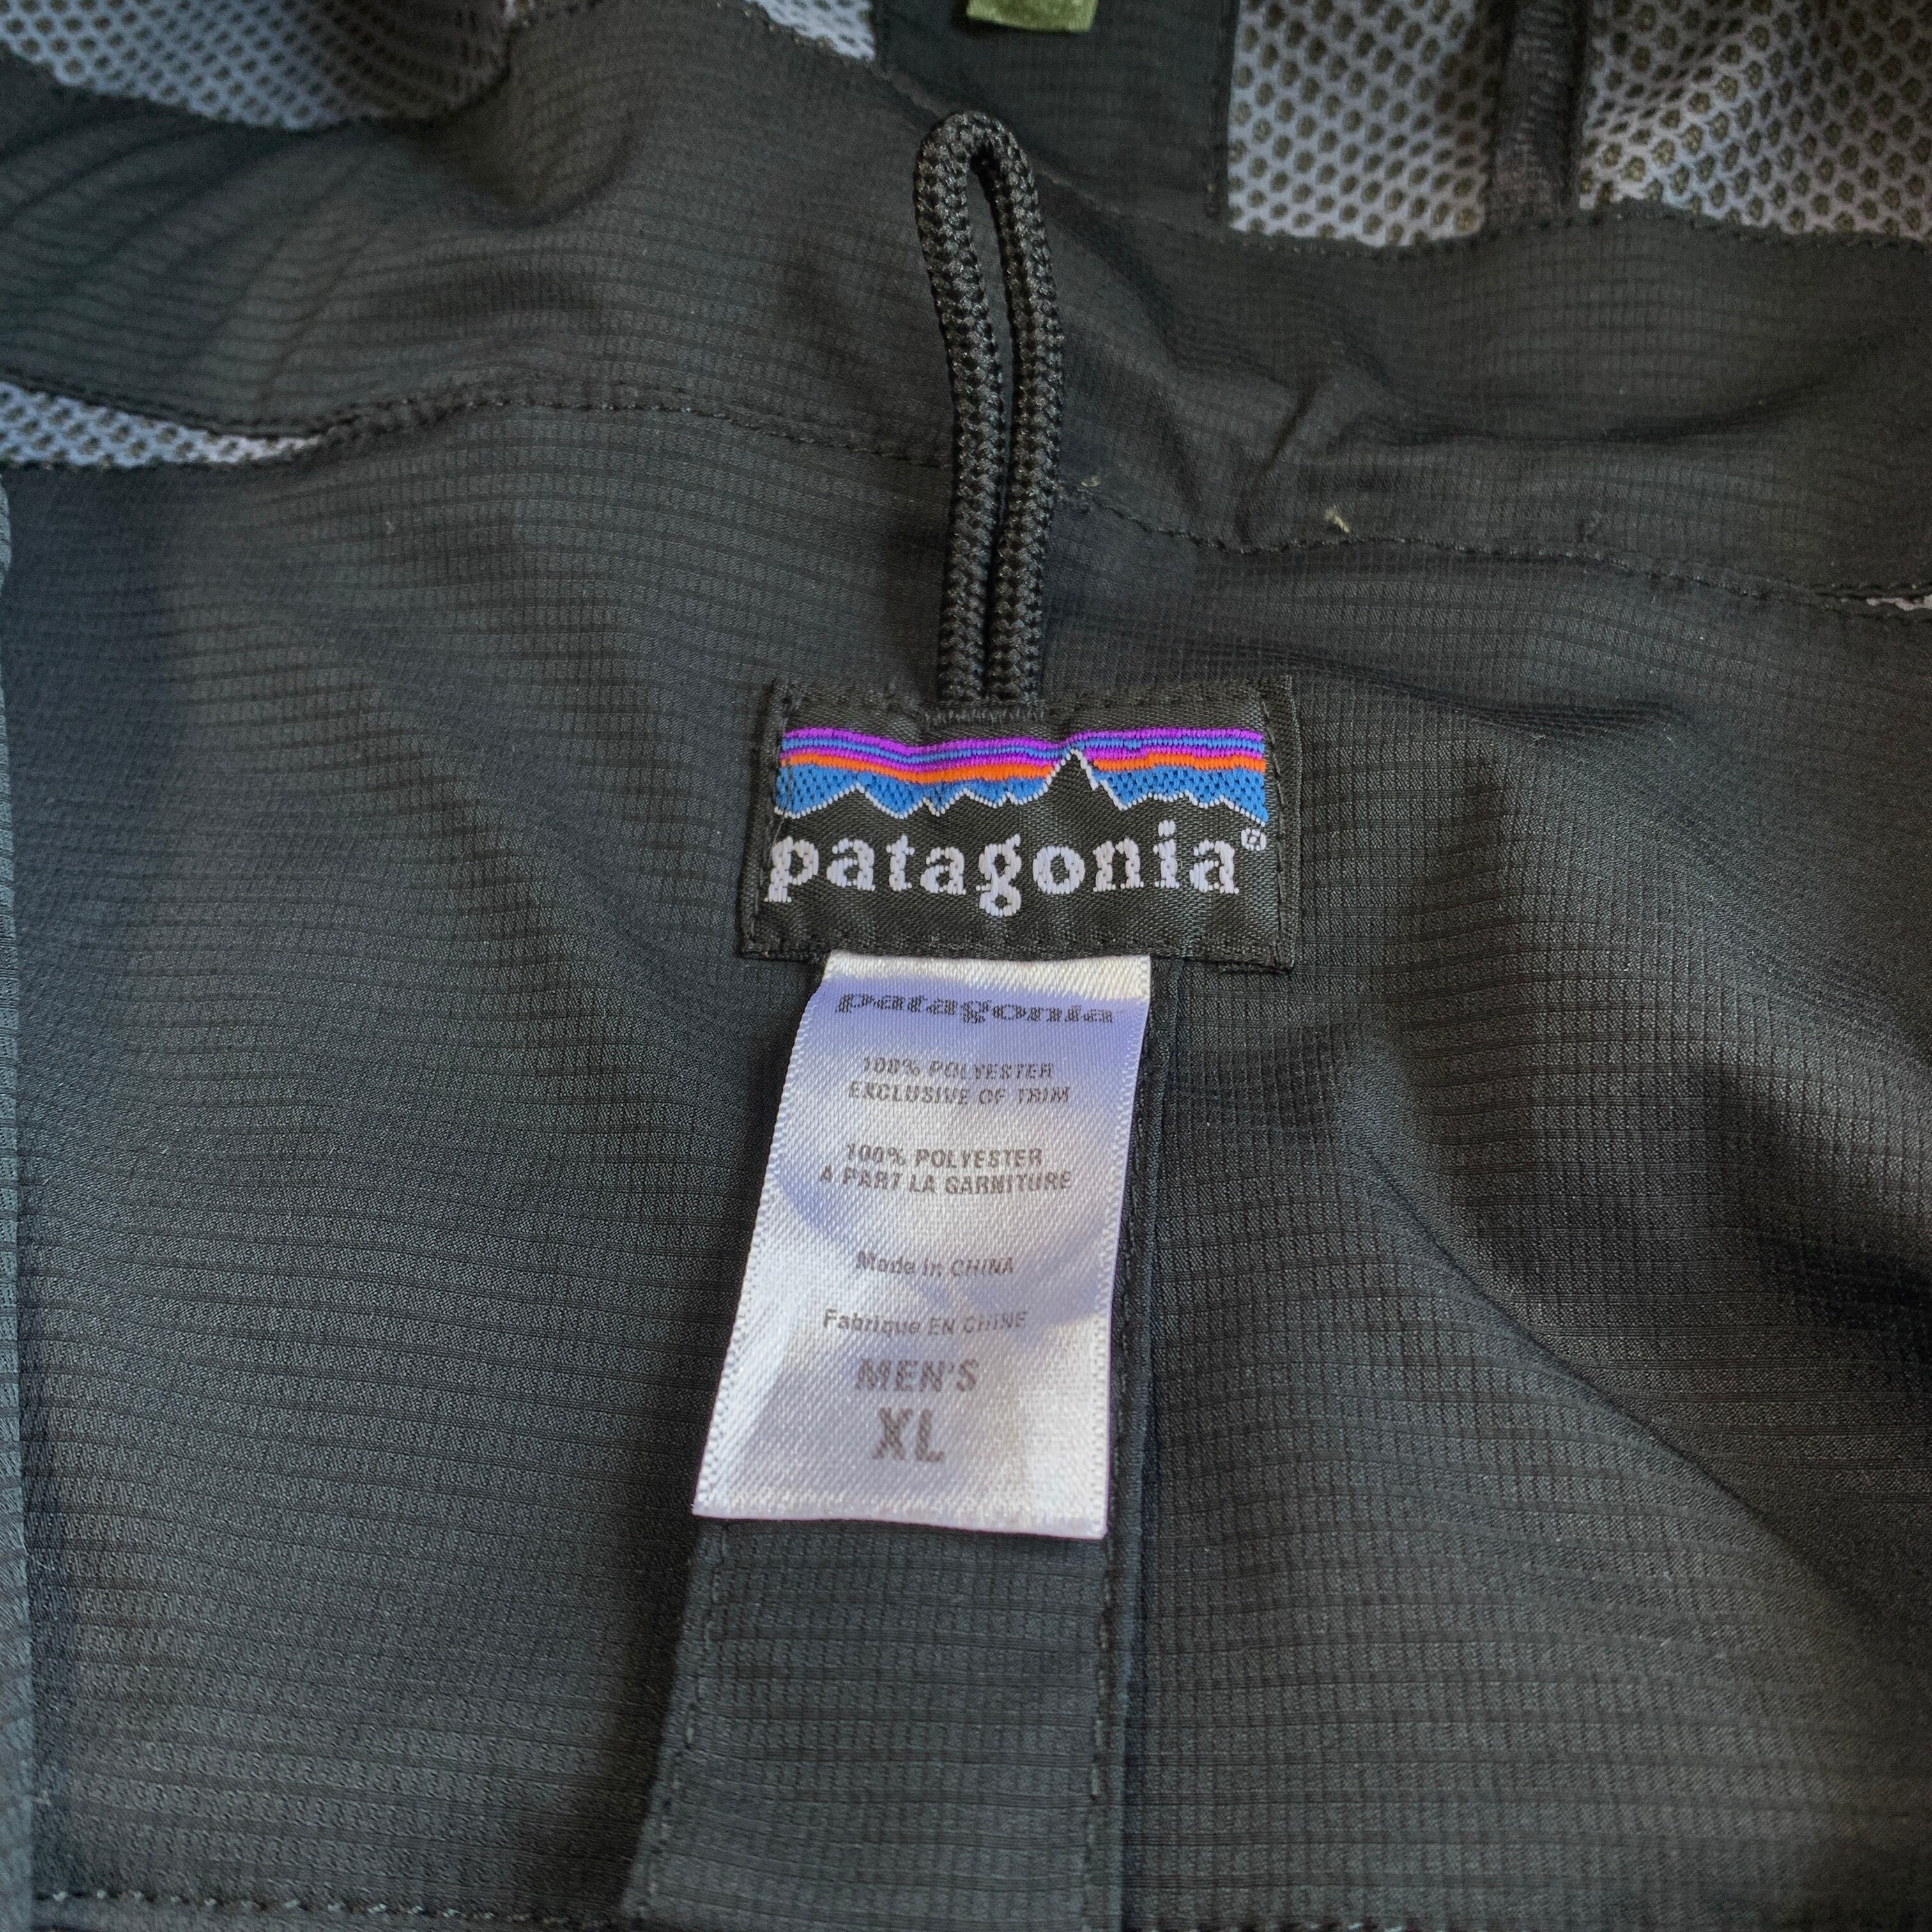 patagonia®
patagonia
100% POLYESTER
EXCLUSIVE OF TRIM
100% POLYESTER
A PART LA GARNITURE
Made in CHINA
Fabrique EN CHINE
MEN'S
XL